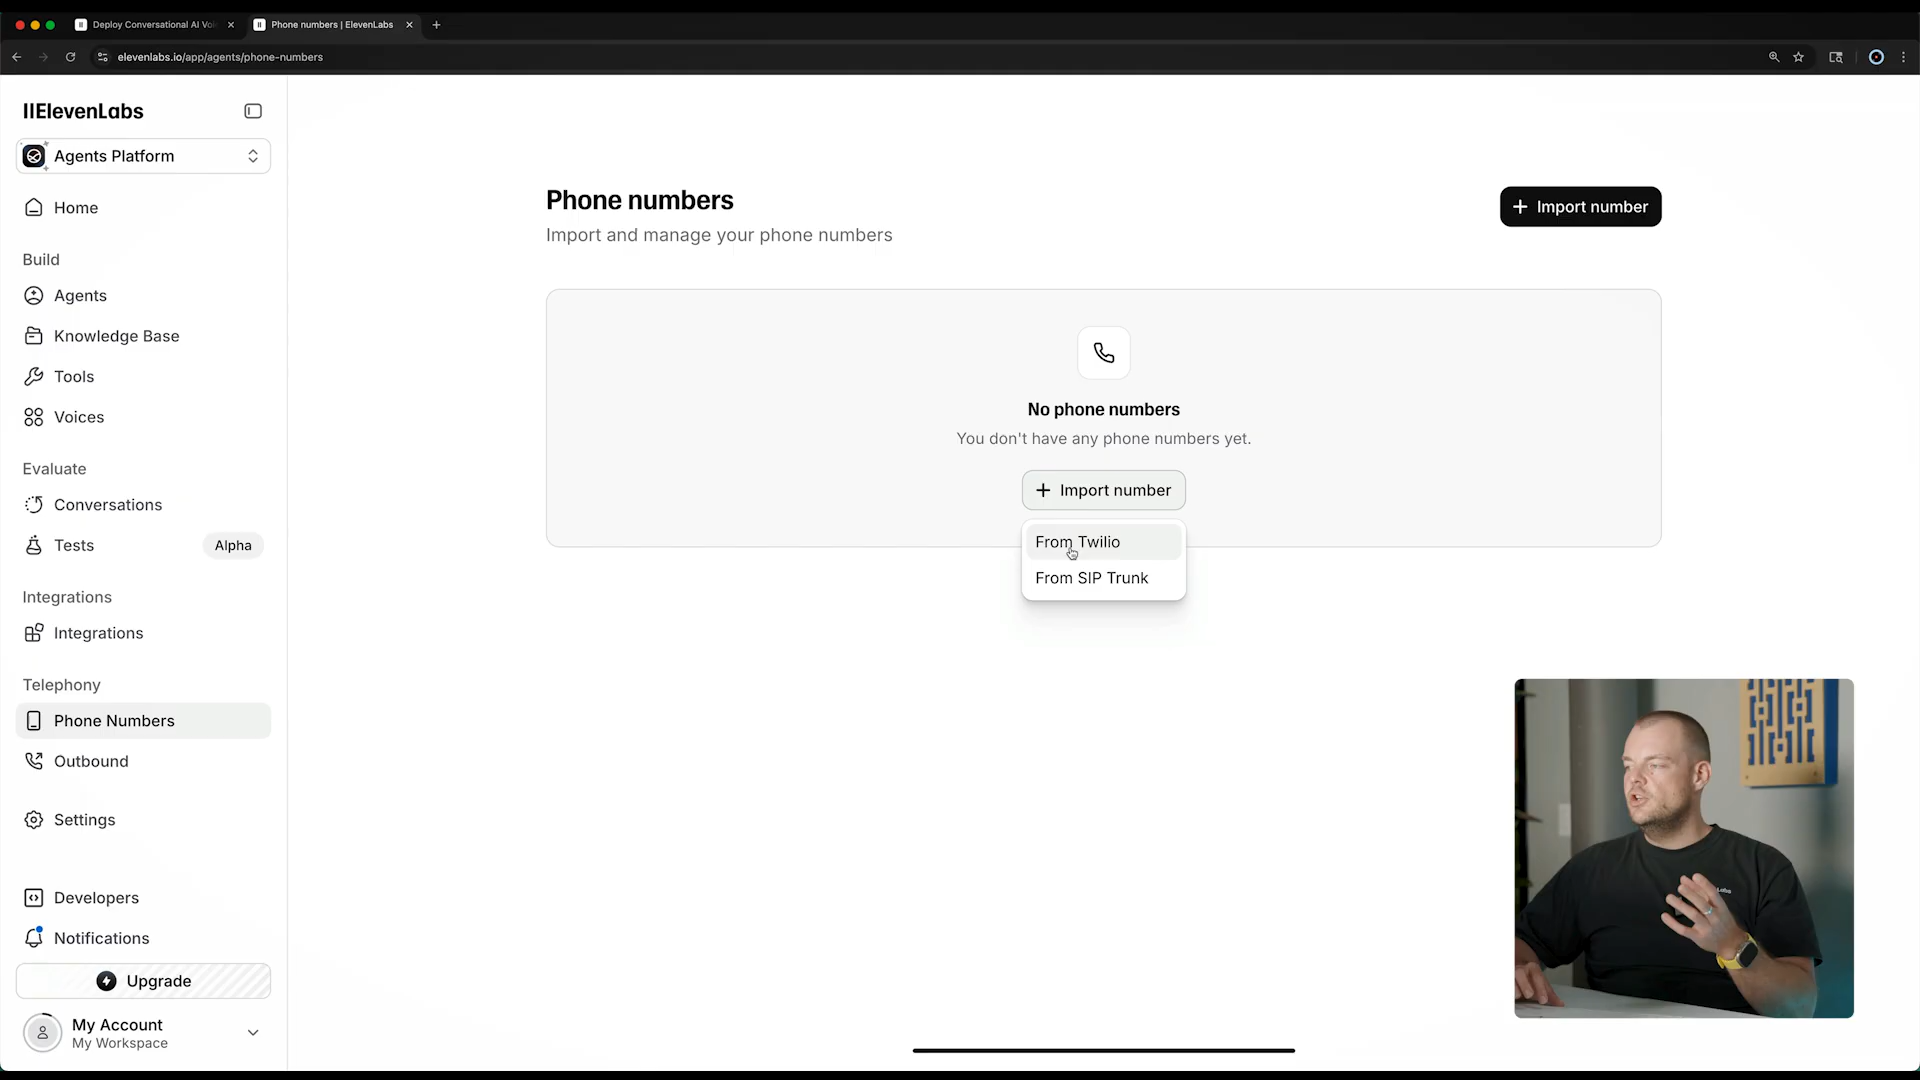 Deploy Conversational AI Voi
Phone numbers | ElevenLabs
elevenlabs.io/app/agents/phone-numbers
IIElevenLabs
Agents Platform
Home
Build
Agents
Knowledge Base
Tools
Voices
Evaluate
Conversations
Tests
Alpha
Integrations
Integrations
Telephony
Phone Numbers
Outbound
Settings
Developers
Notifications
Upgrade
My Account
My Workspace
Phone numbers
Import and manage your phone numbers
+ Import number
No phone numbers
You don't have any phone numbers yet.
+ Import number
From Twilio
From SIP Trunk